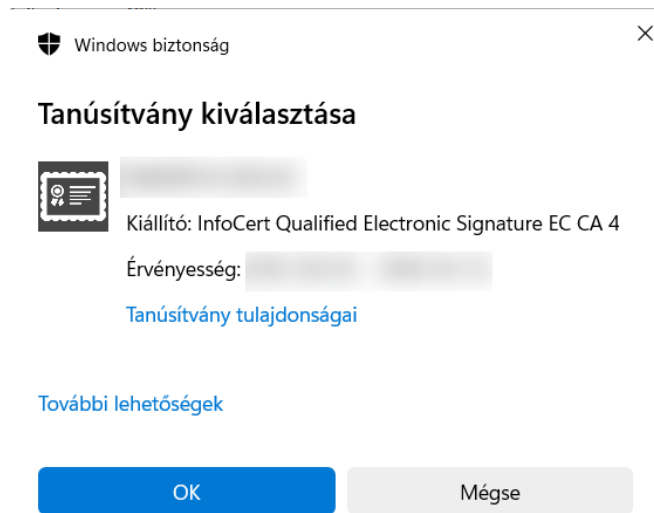 Windows biztonság
Tanúsítvány kiválasztása
Kiállító: InfoCert Qualified Electronic Signature EC CA 4
Érvényesség:
Tanúsítvány tulajdonságai
További lehetőségek
OK
Mégse